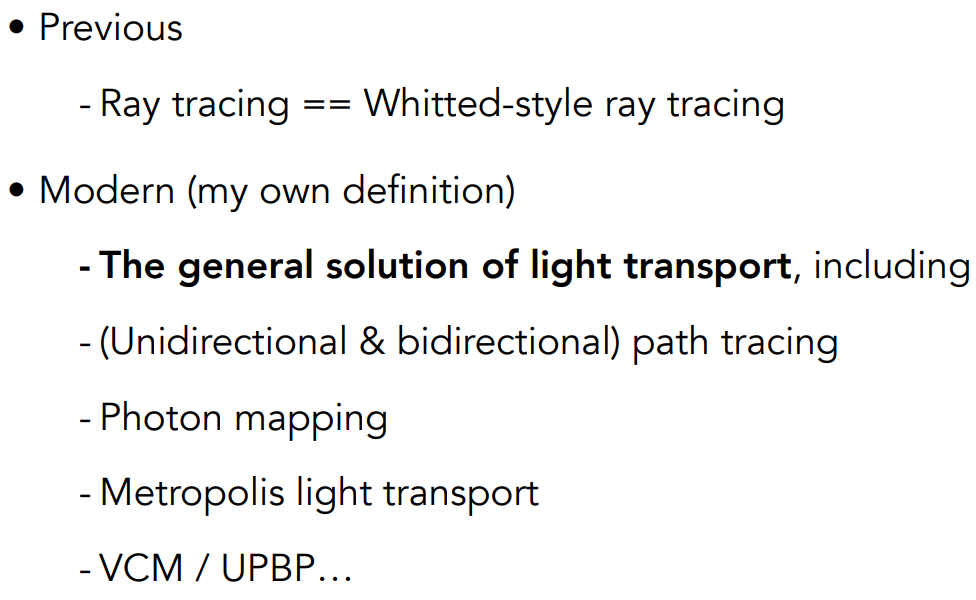 • Previous
- Ray tracing == Whitted-style ray tracing
• Modern (my own definition)
- The general solution of light transport, including
- (Unidirectional & bidirectional) path tracing
- Photon mapping
- Metropolis light transport
- VCM / UPBP…